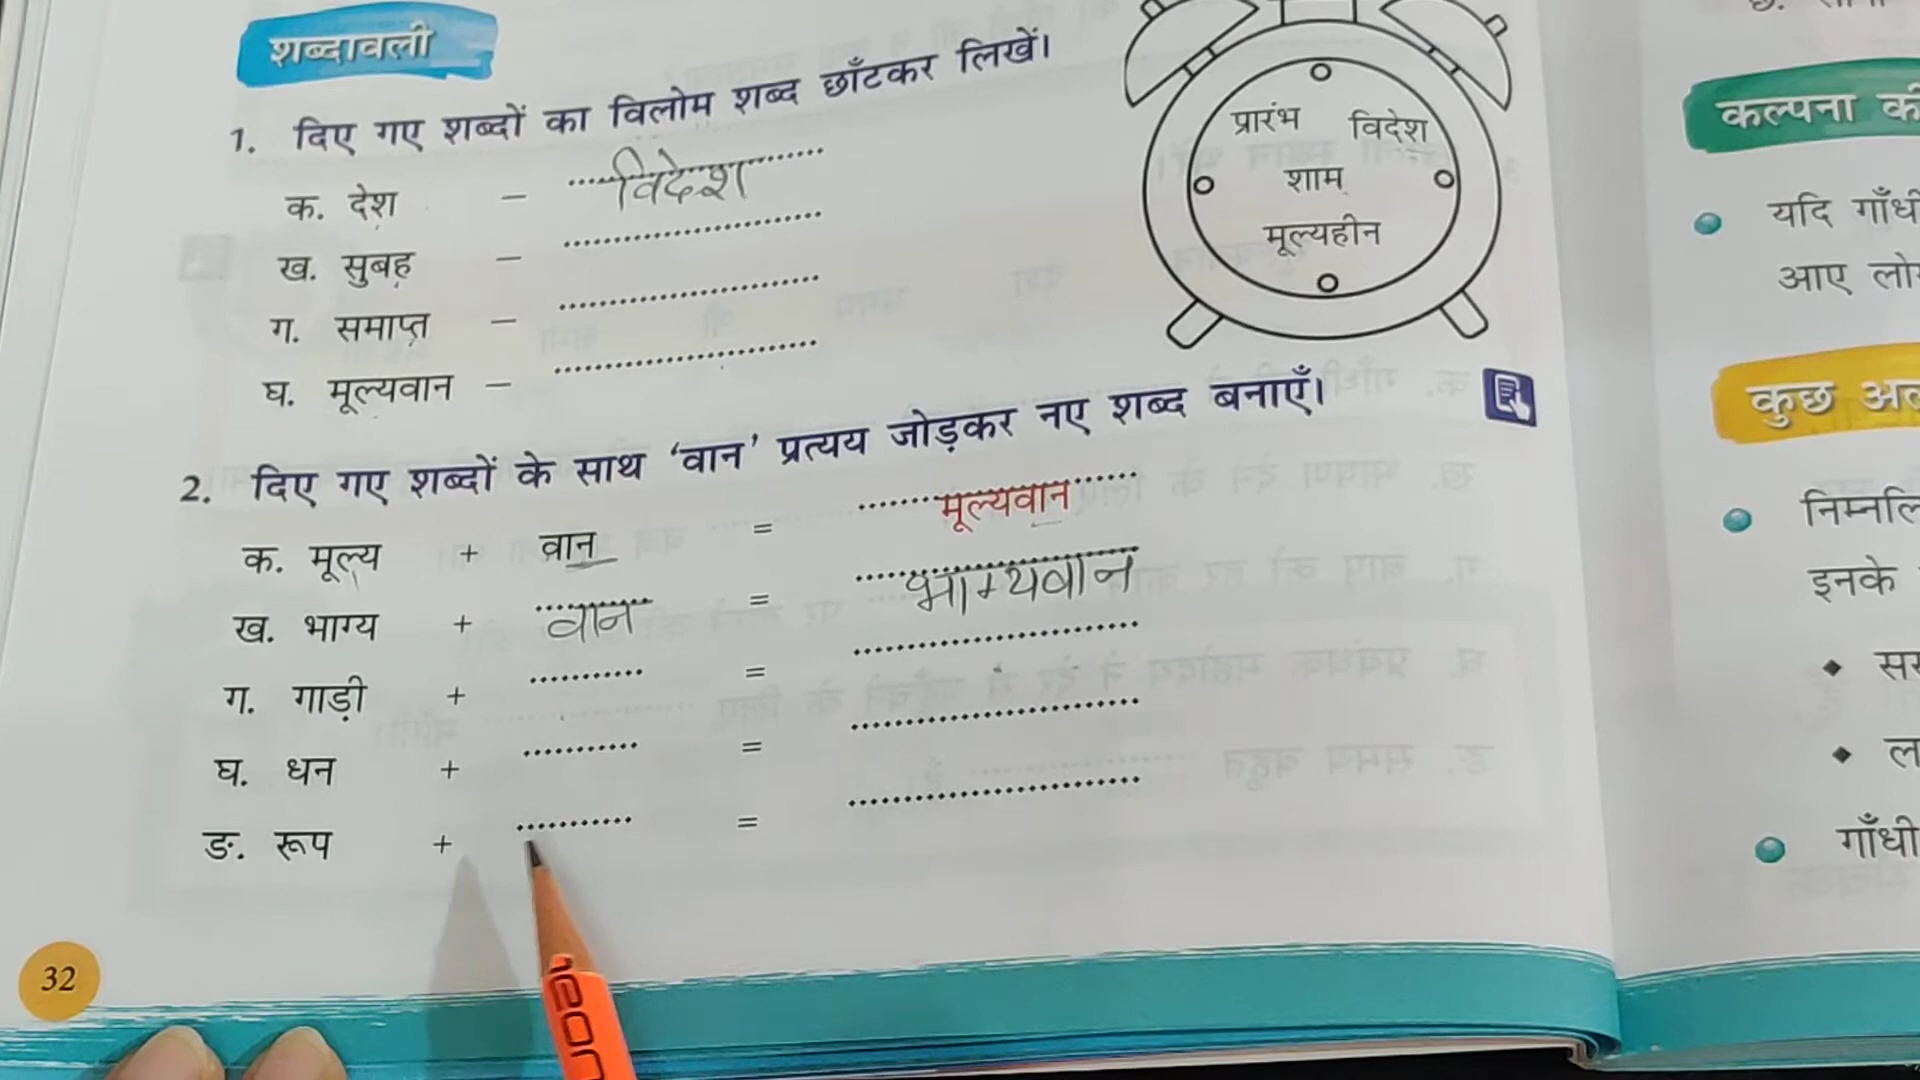 शब्दावली
1. दिए गए शब्दों का विलोम शब्द छाँटकर लिखें।
क. देश – विदेश
ख. सुबह –
ग. समाप्त –
घ. मूल्यवान –
प्रारंभ विदेश
शाम
मूल्यहीन
2. दिए गए शब्दों के साथ 'वान' प्रत्यय जोड़कर नए शब्द बनाएँ।
क. मूल्य + वान = मूल्यवान
ख. भाग्य + वान = भाग्यवान
ग. गाड़ी + =
घ. धन + =
ङ. रूप + =
32
कल्पना
यदि
आए
कुछ
इनके